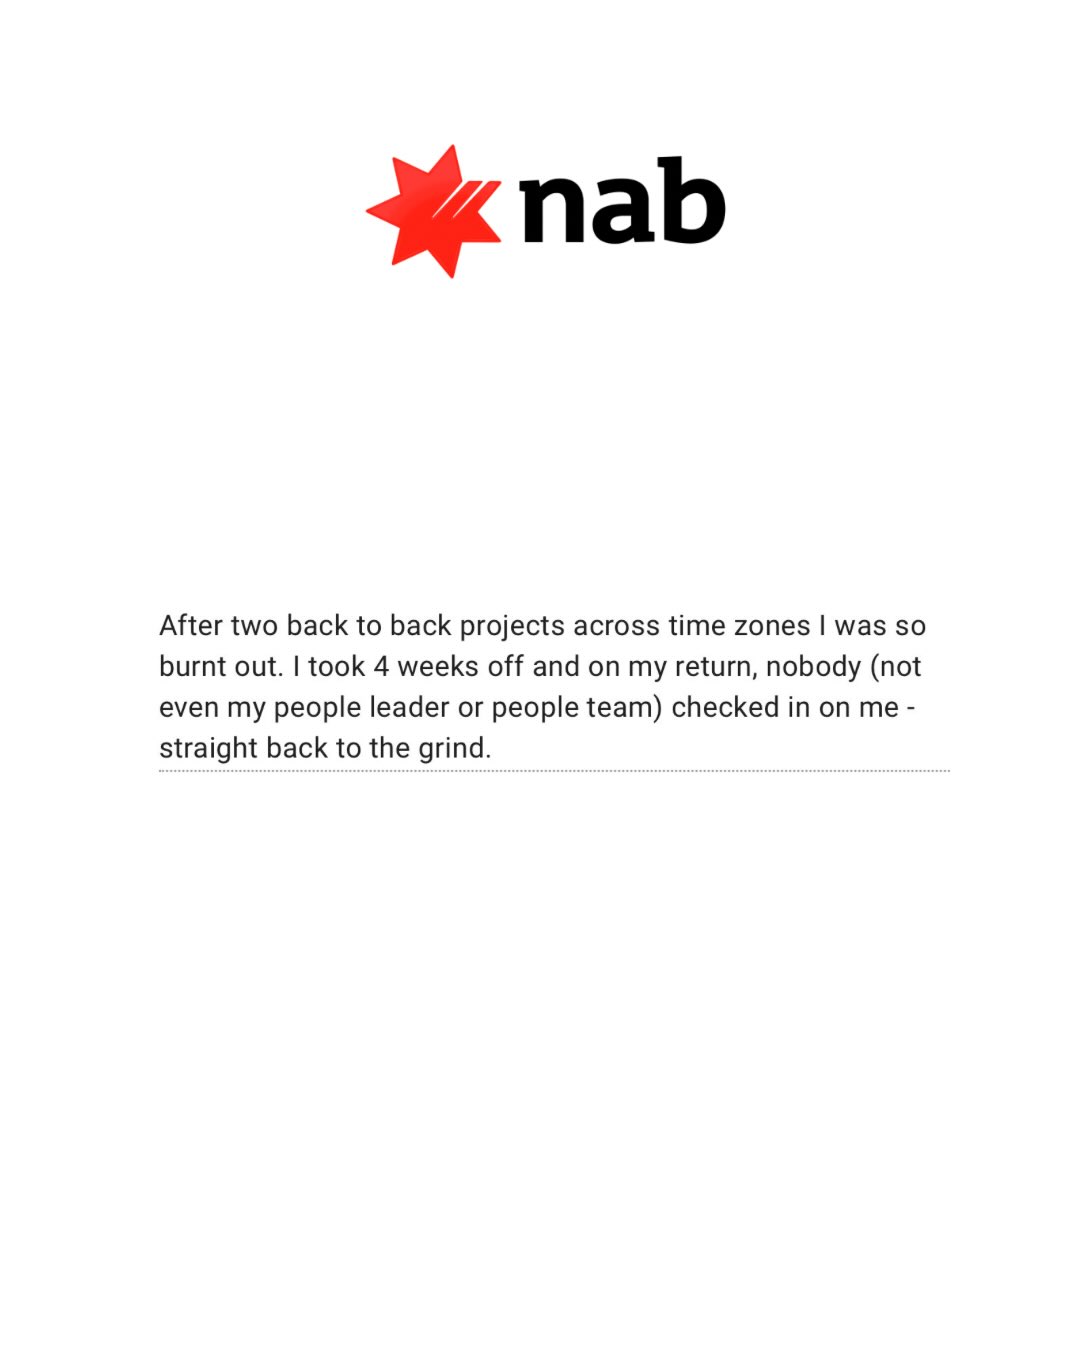 nab
After two back to back projects across time zones I was so
burnt out. I took 4 weeks off and on my return, nobody (not
even my people leader or people team) checked in on me -
straight back to the grind.